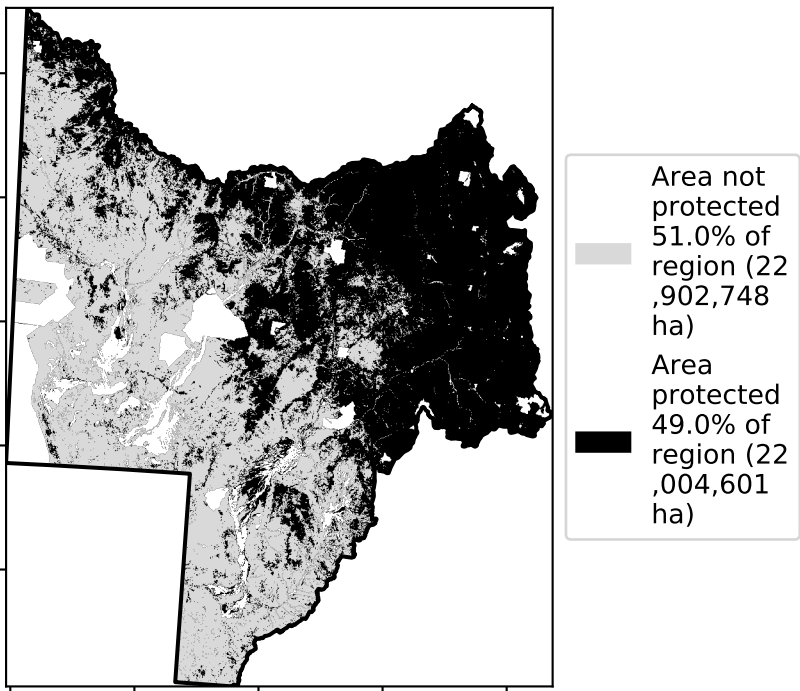 Area not
protected
51.0% of
region (22
,902,748
ha)
Area
protected
49.0% of
region (22
,004,601
ha)